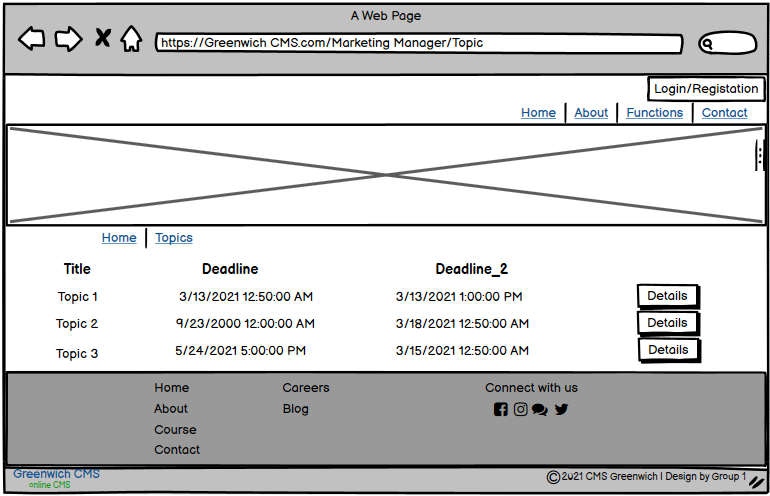 A Web Page
https://Greenwich CMS.com/Marketing Manager/Topic
Login/Registation
Home About Functions Contact
Home Topics
Title Deadline Deadline_2
Topic 1 3/13/2021 12:50:00 AM 3/13/2021 1:00:00 PM Details
Topic 2 9/23/2000 12:00:00 AM 3/18/2021 12:50:00 AM Details
Topic 3 5/24/2021 5:00:00 PM 3/15/2021 12:50:00 AM Details
Home Careers Connect with us
About Blog
Course
Contact
Greenwich CMS
online CMS
©2021 CMS Greenwich | Design by Group 1